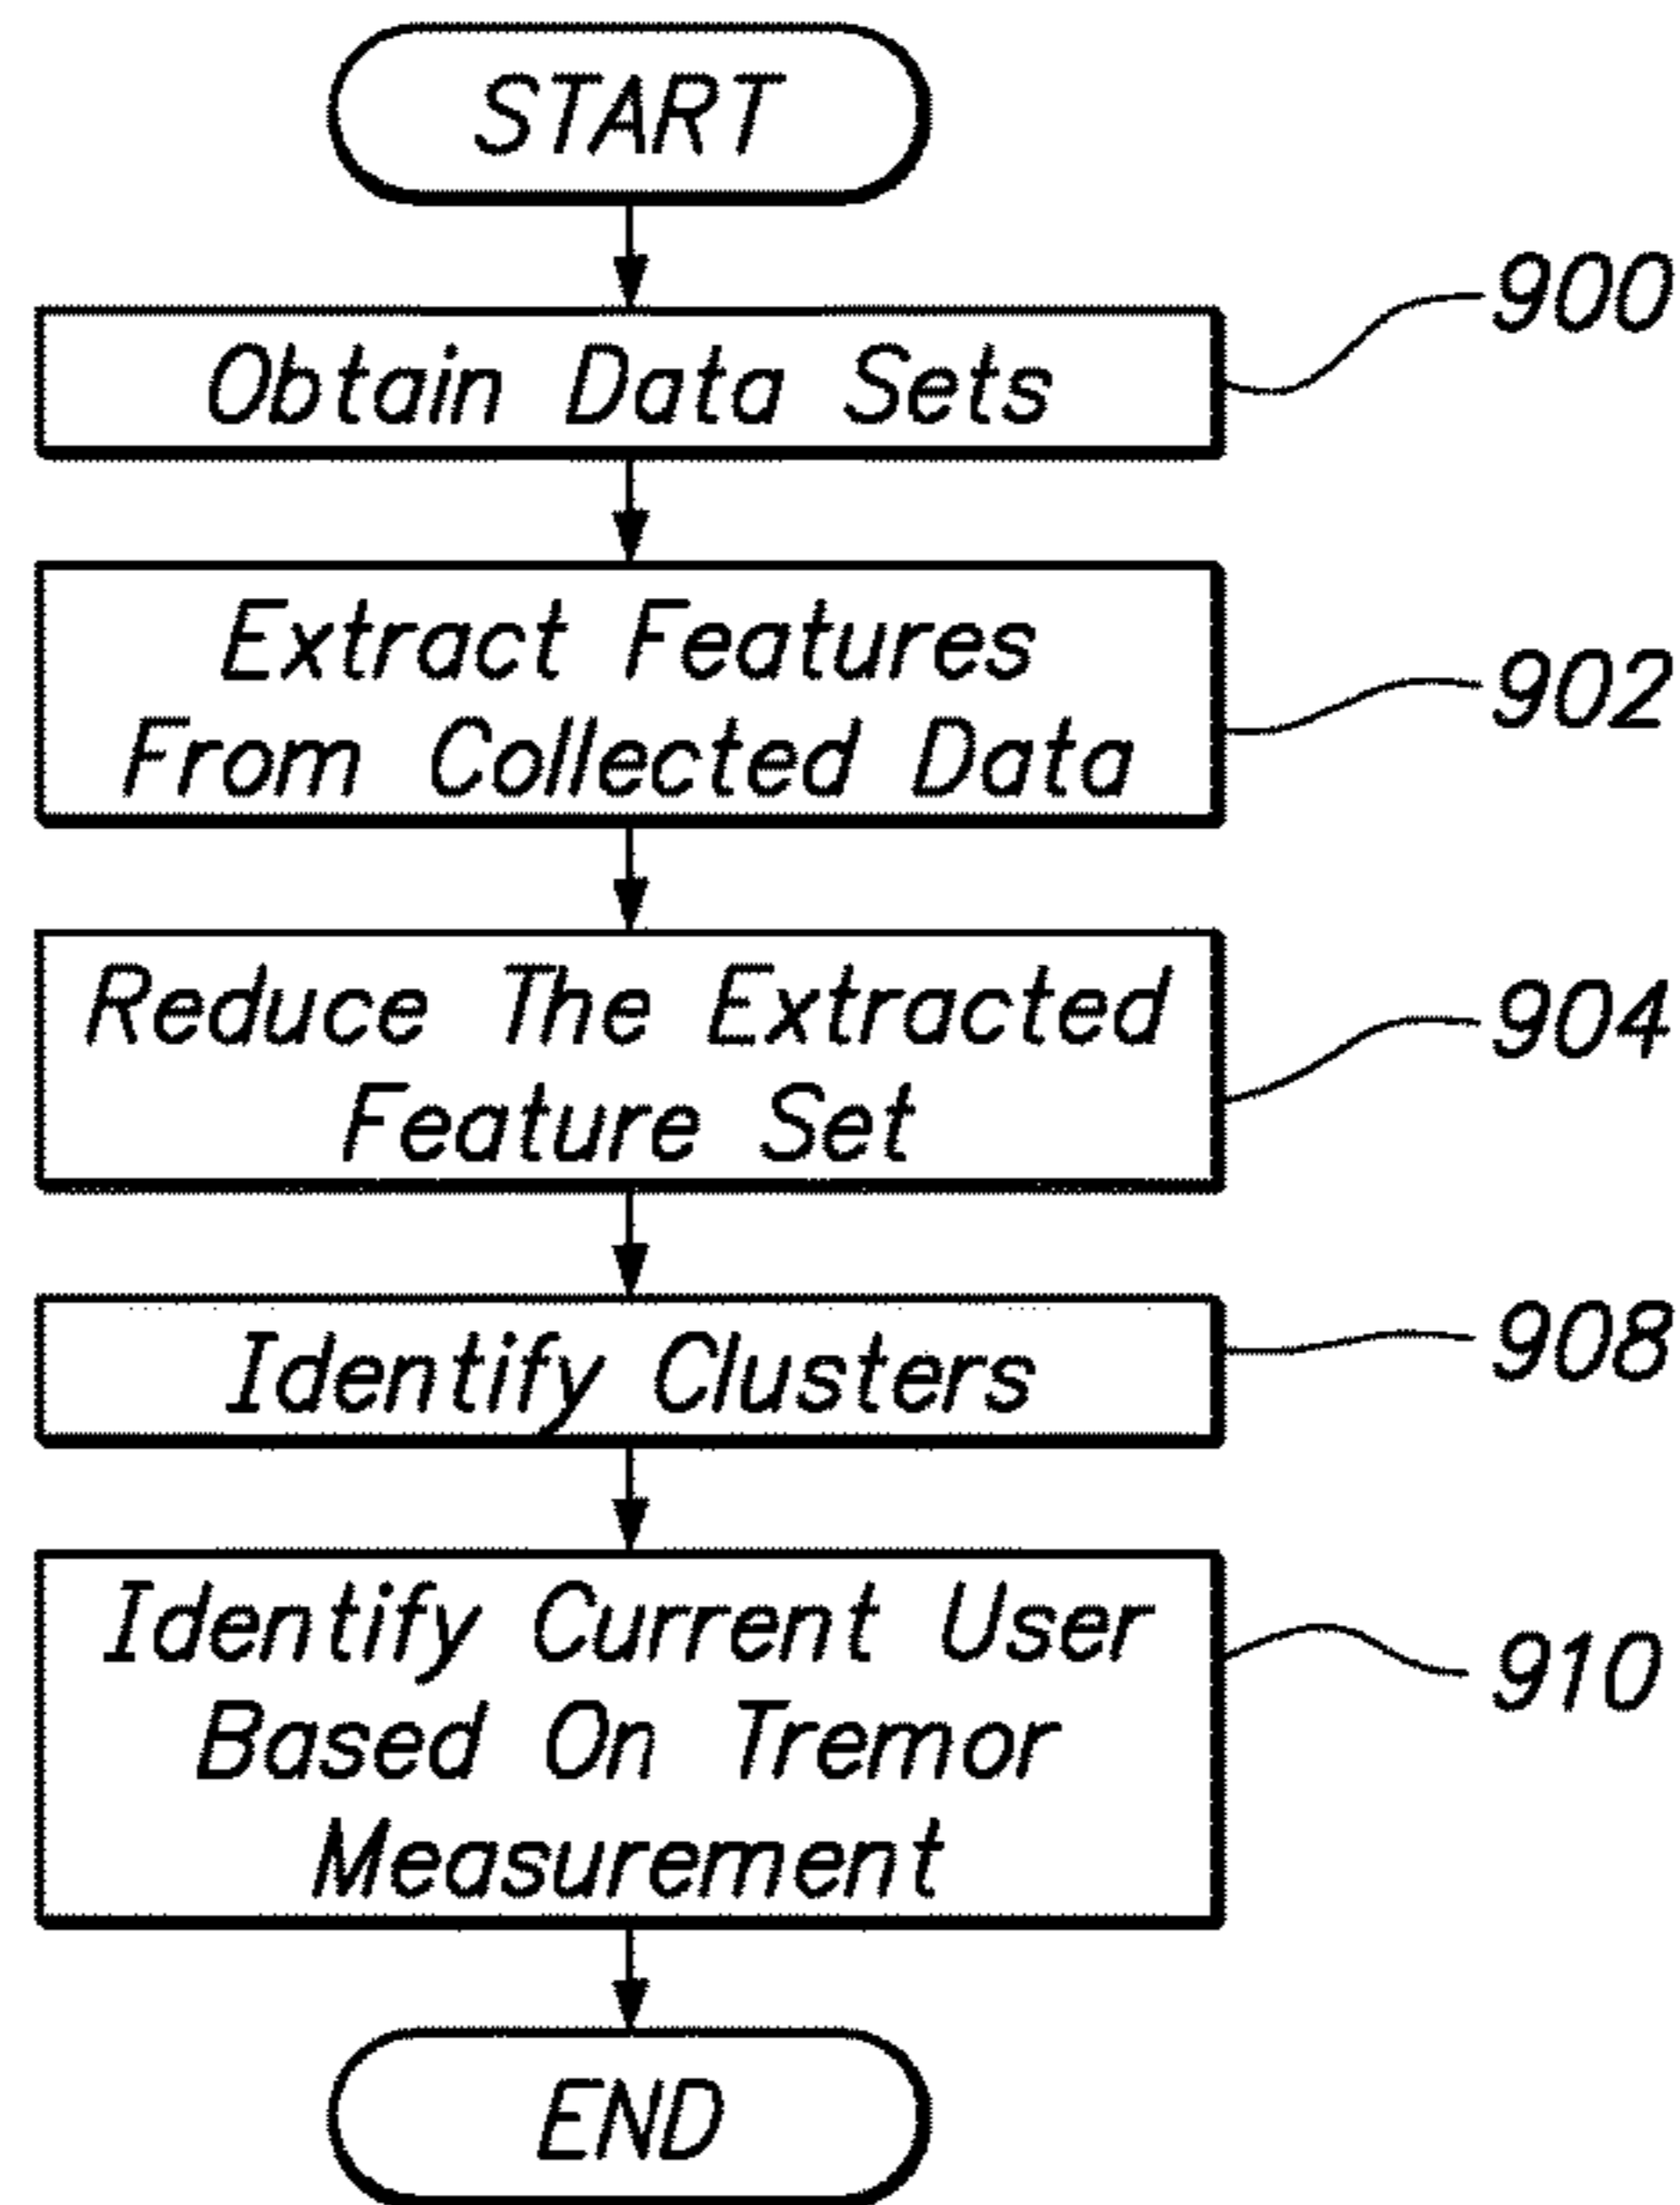 START
Obtain Data Sets
900
Extract Features
From Collected Data
902
Reduce The Extracted
Feature Set
904
Identify Clusters
908
Identify Current User
Based On Tremor
Measurement
910
END